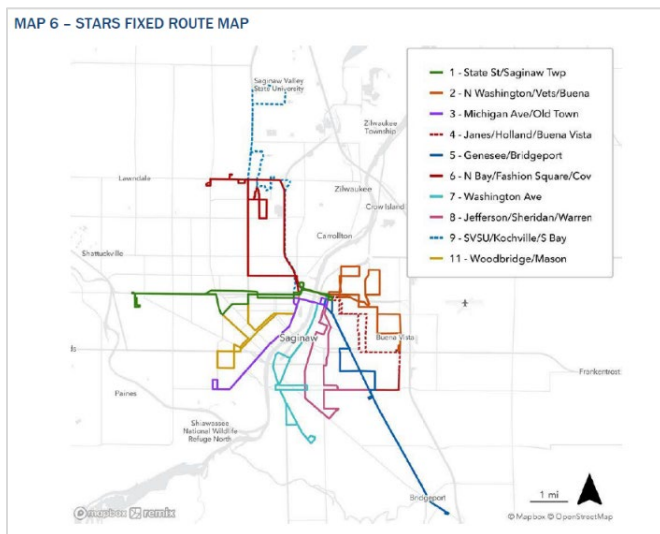 MAP 6 – STARS FIXED ROUTE MAP
Saginaw Valley
State University
Zilwaukee
Township
Lawndale
Zilwaukee
Crow Island
Carrollton
Shattuckville
Saginaw
Buena Vista
ds
Paines
Frankentrost
Shiawassee
National Wildlife
Refuge North
Bridgeport
1 - State St/Saginaw Twp
2 - N Washington/Vets/Buena
3 - Michigan Ave/Old Town
4 - Janes/Holland/Buena Vista
5 - Genesee/Bridgeport
6 - N Bay/Fashion Square/Cov
7 - Washington Ave
8 - Jefferson/Sheridan/Warren
9 - SVSU/Kochville/S Bay
11 - Woodbridge/Mason
1 mi
mapbox remix
© Mapbox © OpenStreetMap